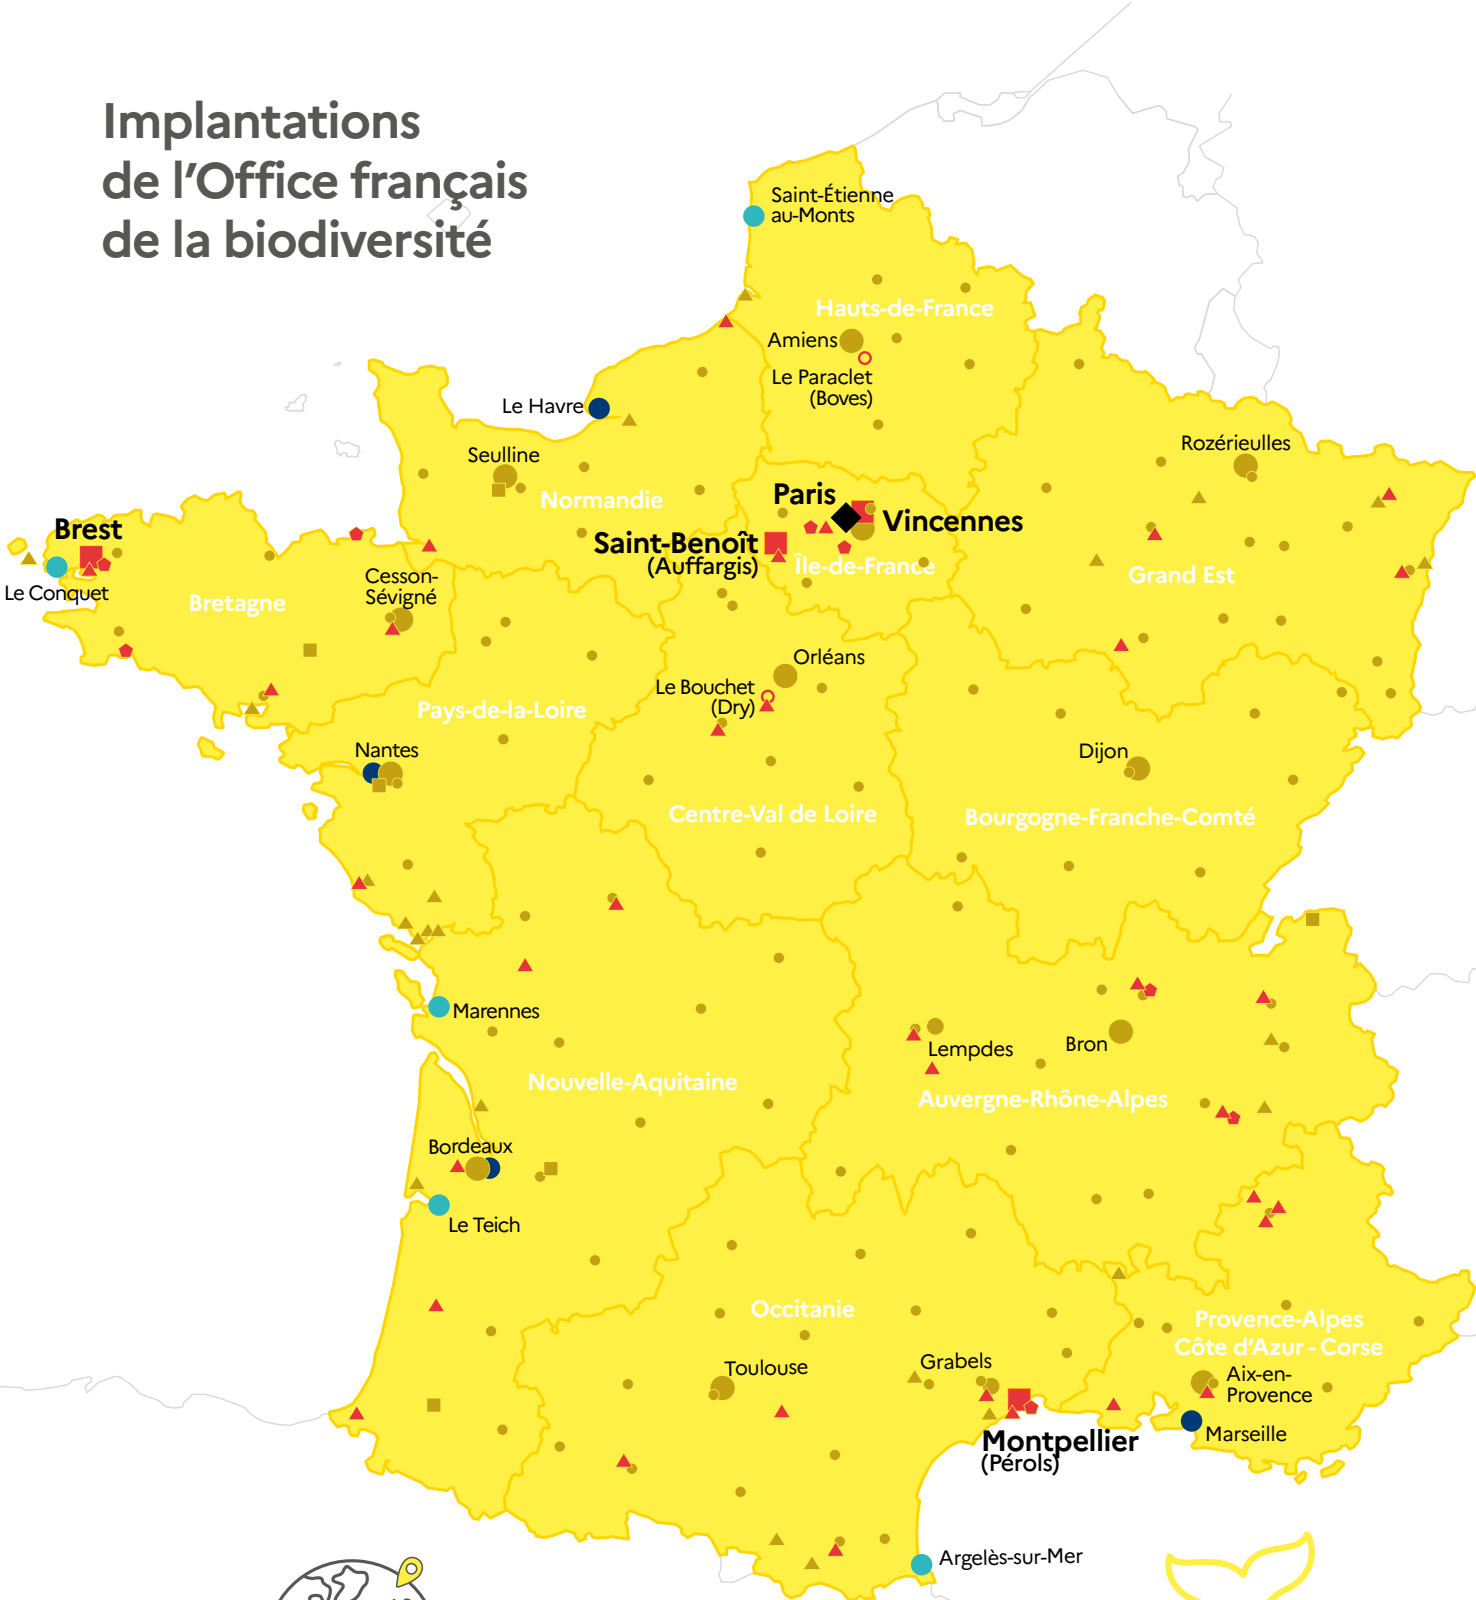 Implantations
de l'Office français
de la biodiversité
Saint-Étienne
au-Monts
Hauts-de-France
Amiens
Le Paraclet
(Boves)
Le Havre
Seulline
Normandie
Rozérieulles
Paris
Vincennes
Saint-Benoît
(Auffargis)
Île-de-France
Grand Est
Brest
Le Conquet
Bretagne
Cesson-
Sévigné
Orléans
Le Bouchet
(Dry)
Pays-de-la-Loire
Nantes
Dijon
Centre-Val de Loire
Bourgogne-Franche-Comté
Marennes
Lempdes
Bron
Nouvelle-Aquitaine
Auvergne-Rhône-Alpes
Bordeaux
Le Teich
Occitanie
Provence-Alpes
Côte d'Azur - Corse
Toulouse
Grabels
Aix-en-
Provence
Marseille
Montpellier
(Pérols)
Argelès-sur-Mer